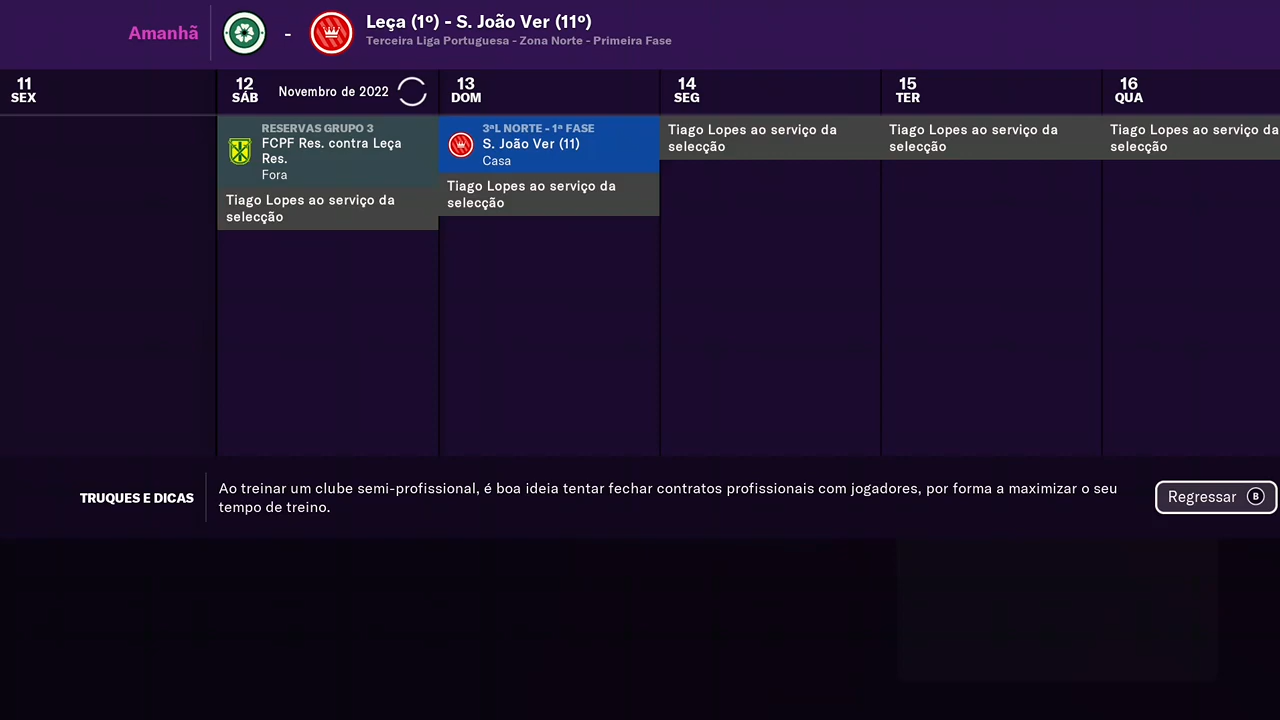 Amanhã
-
Leça (1º) - S. João Ver (11º)
Terceira Liga Portuguesa - Zona Norte - Primeira Fase
11
SEX
12
SÁB
Novembro de 2022
13
DOM
14
SEG
15
TER
16
QUA
RESERVAS GRUPO 3
FCPF Res. contra Leça
Res.
Fora
Tiago Lopes ao serviço da
selecção
3ªL NORTE - 1ª FASE
S. João Ver (11)
Casa
Tiago Lopes ao serviço da
selecção
Tiago Lopes ao serviço da
selecção
Tiago Lopes ao serviço da
selecção
Tiago Lopes ao serviço da
selecção
TRUQUES E DICAS
Ao treinar um clube semi-profissional, é boa ideia tentar fechar contratos profissionais com jogadores, por forma a maximizar o seu
tempo de treino.
Regressar B